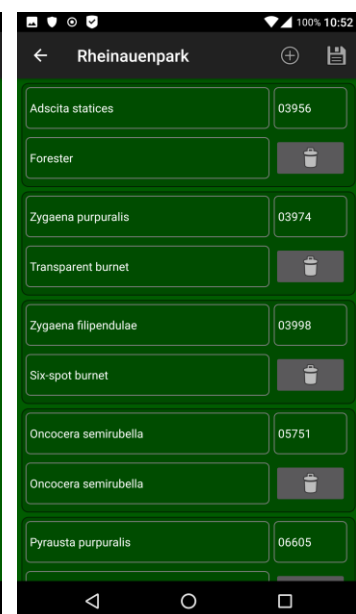 100% 10:52
Rheinauenpark
Adscita statices 03956
Forester
Zygaena purpuralis 03974
Transparent burnet
Zygaena filipendulae 03998
Six-spot burnet
Oncocera semirubella 05751
Oncocera semirubella
Pyrausta purpuralis 06605